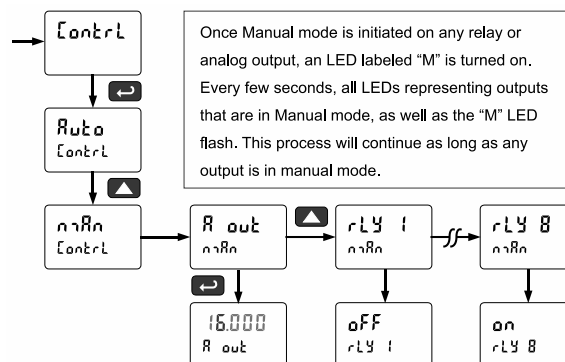 Contrl
Once Manual mode is initiated on any relay or
analog output, an LED labeled “M” is turned on.
Every few seconds, all LEDs representing outputs
that are in Manual mode, as well as the “M” LED
flash. This process will continue as long as any
output is in manual mode.
Auto
Contrl
mAn
Contrl
A out
mAn
rLY 1
mAn
rLY 8
mAn
16.000
A out
oFF
rLY 1
on
rLY 8